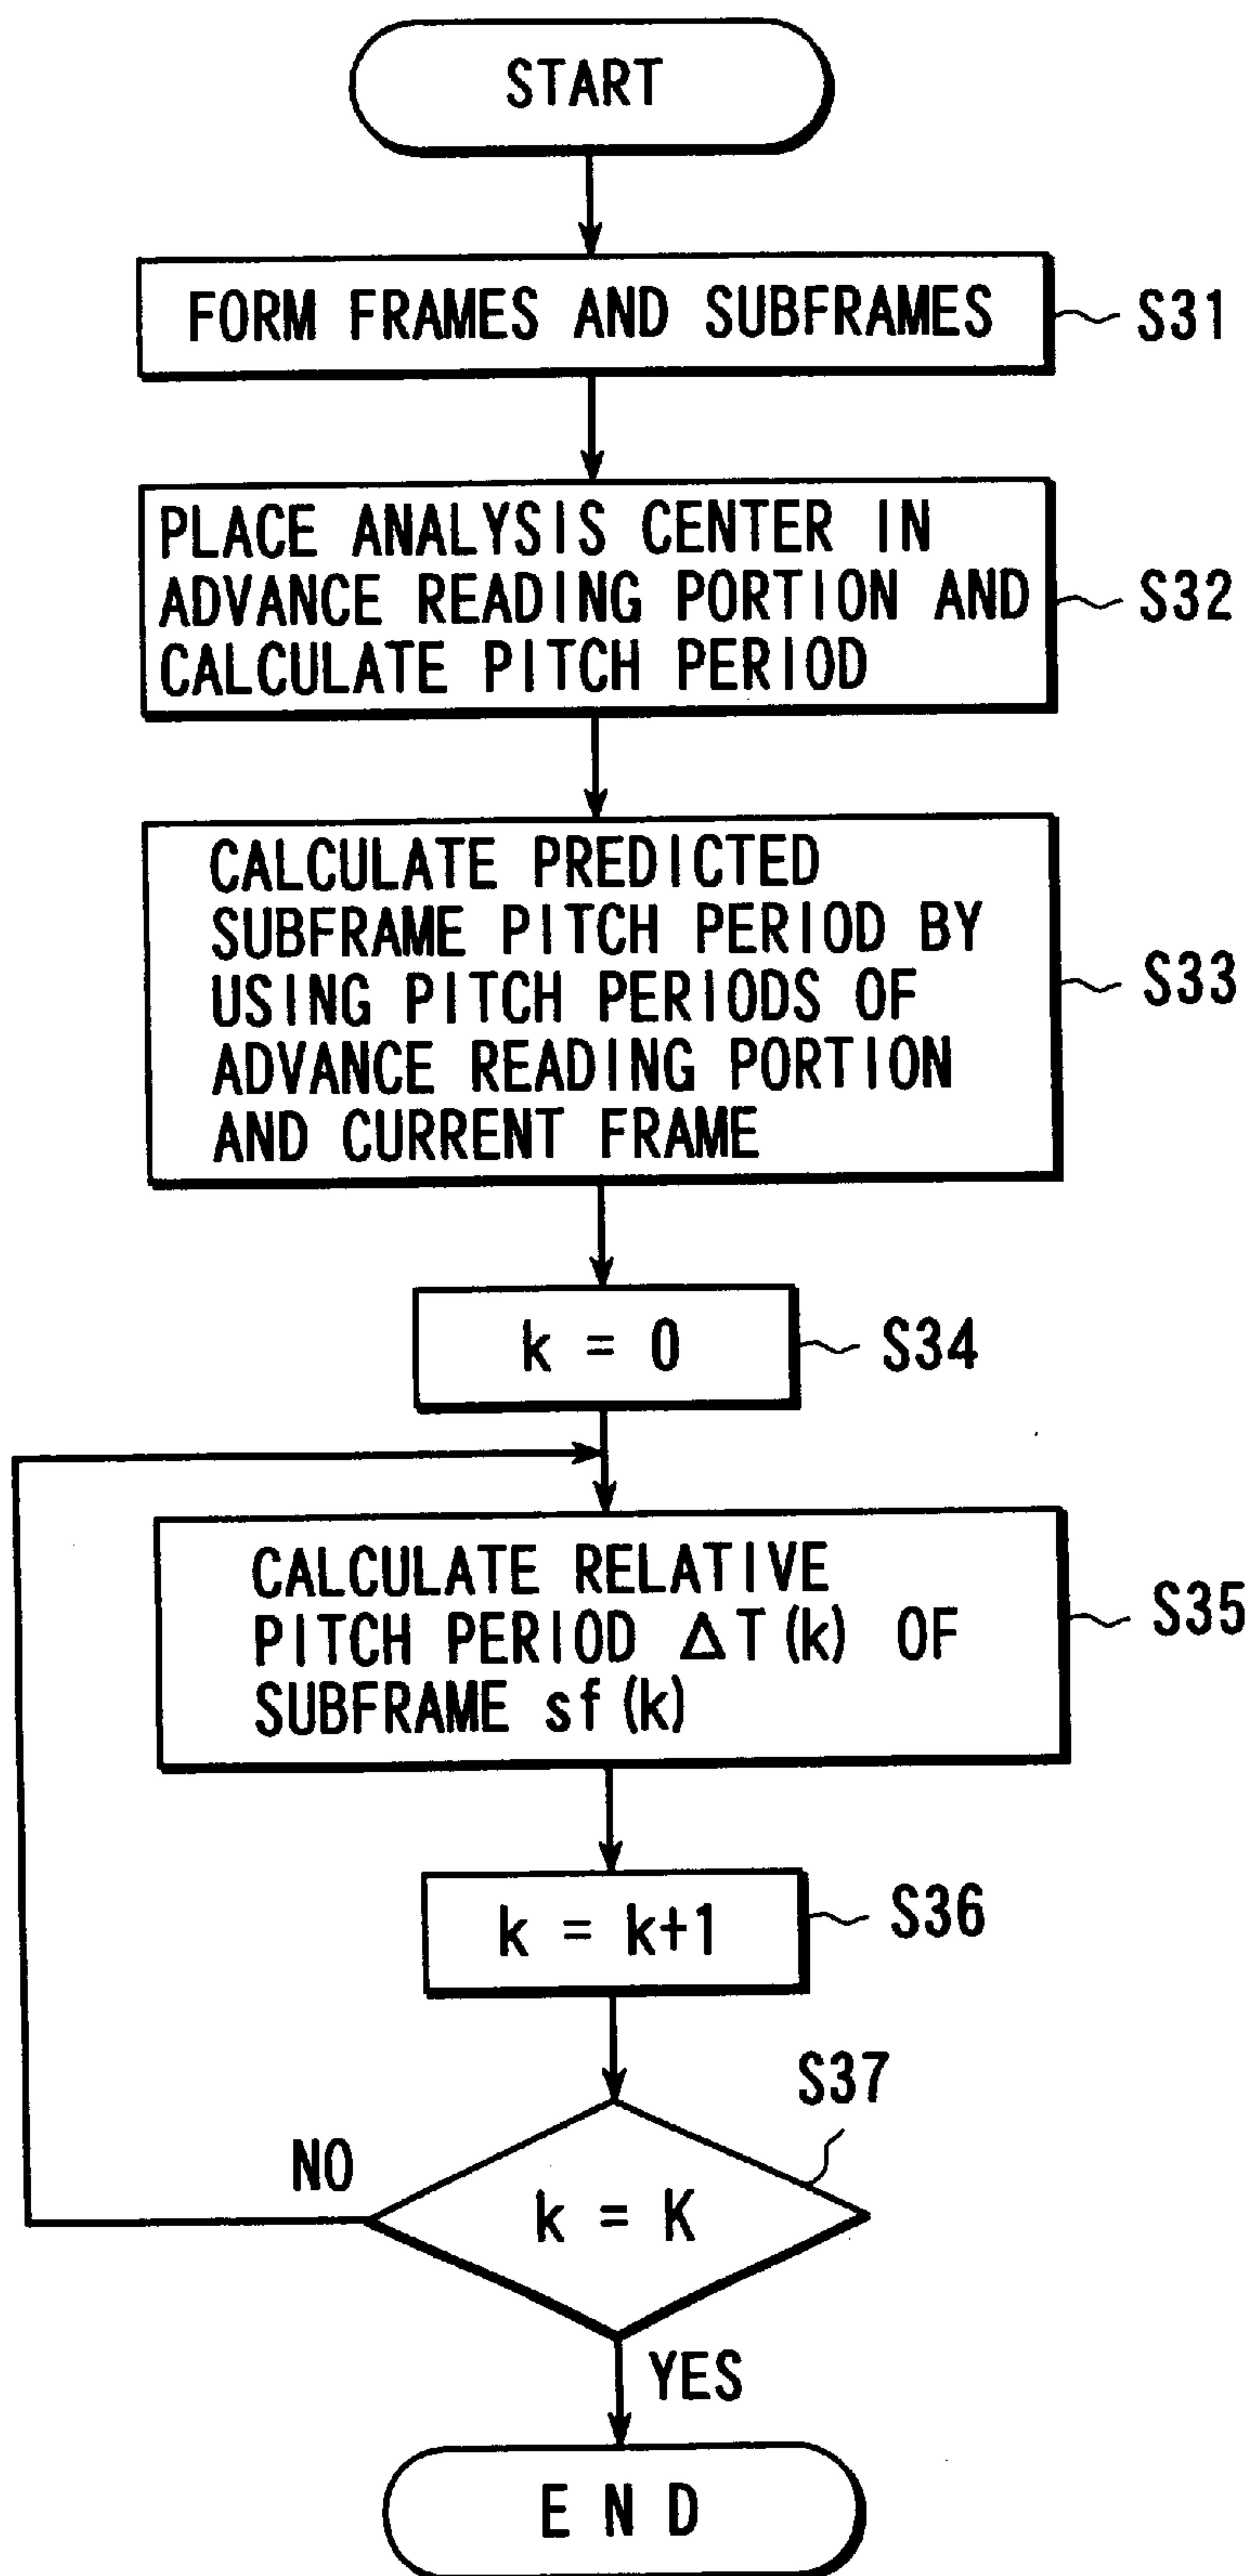 START
FORM FRAMES AND SUBFRAMES
S31
PLACE ANALYSIS CENTER IN
ADVANCE READING PORTION AND
CALCULATE PITCH PERIOD
S32
CALCULATE PREDICTED
SUBFRAME PITCH PERIOD BY
USING PITCH PERIODS OF
ADVANCE READING PORTION
AND CURRENT FRAME
S33
k = 0
S34
CALCULATE RELATIVE
PITCH PERIOD ΔT(k) OF
SUBFRAME sf(k)
S35
k = k+1
S36
S37
NO
k = K
YES
END